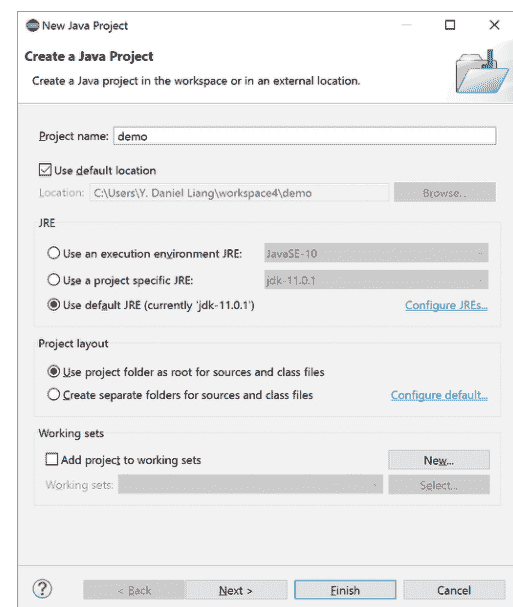 New Java Project
Create a Java Project
Create a Java project in the workspace or in an external location.
Project name: demo
Use default location
Location: C:\Users\Y. Daniel Liang\workspace4\demo Browse...
JRE
Use an execution environment JRE: JavaSE-10
Use a project specific JRE: jdk-11.0.1
Use default JRE (currently 'jdk-11.0.1') Configure JREs...
Project layout
Use project folder as root for sources and class files
Create separate folders for sources and class files Configure default...
Working sets
Add project to working sets New...
Working sets: Select...
? < Back Next > Finish Cancel